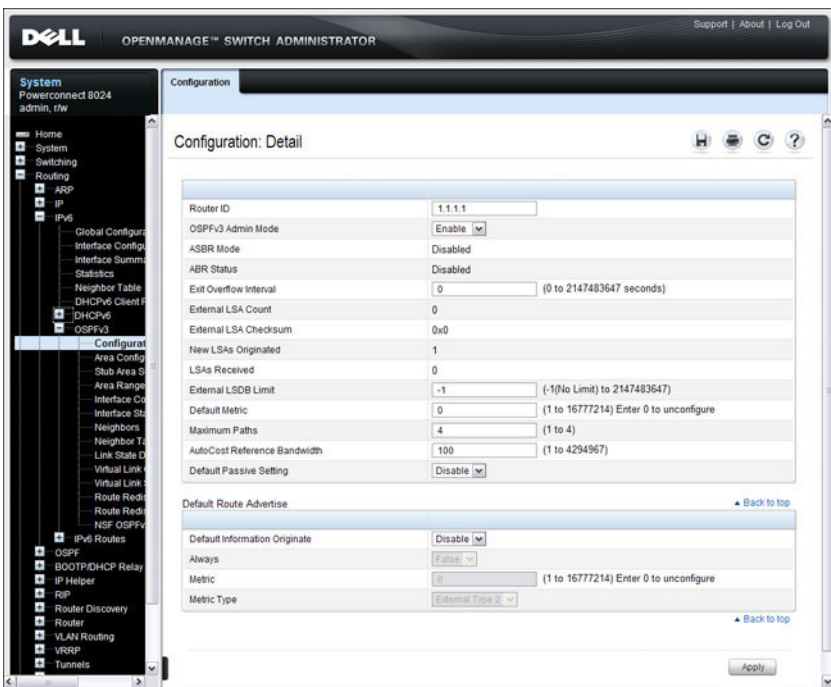 Support | About | Log Out
DELL OPENMANAGE™ SWITCH ADMINISTRATOR
System
Powerconnect 8024
admin, r/w
Home
System
Switching
Routing
ARP
IP
IPv6
Global Configura
Interface Configu
Interface Summa
Statistics
Neighbor Table
DHCPv6 Client P
DHCPv6
OSPFv3
Configurat
Area Config
Stub Area S
Area Range
Interface Co
Interface Sta
Neighbors
Neighbor Ta
Link State D
Virtual Link
Virtual Link
Route Redis
Route Redis
NSF OSPFv
IPv6 Routes
OSPF
BOOTP/DHCP Relay
IP Helper
RIP
Router Discovery
Router
VLAN Routing
VRRP
Tunnels
Configuration
Configuration: Detail
Router ID 1.1.1.1
OSPFv3 Admin Mode Enable
ASBR Mode Disabled
ABR Status Disabled
Exit Overflow Interval 0 (0 to 2147483647 seconds)
External LSA Count 0
External LSA Checksum 0x0
New LSAs Originated 1
LSAs Received 0
External LSDB Limit -1 (-1(No Limit) to 2147483647)
Default Metric 0 (1 to 16777214) Enter 0 to unconfigure
Maximum Paths 4 (1 to 4)
AutoCost Reference Bandwidth 100 (1 to 4294967)
Default Passive Setting Disable
Default Route Advertise Back to top
Default Information Originate Disable
Always False
Metric 0 (1 to 16777214) Enter 0 to unconfigure
Metric Type External Type 2
Back to top
Apply